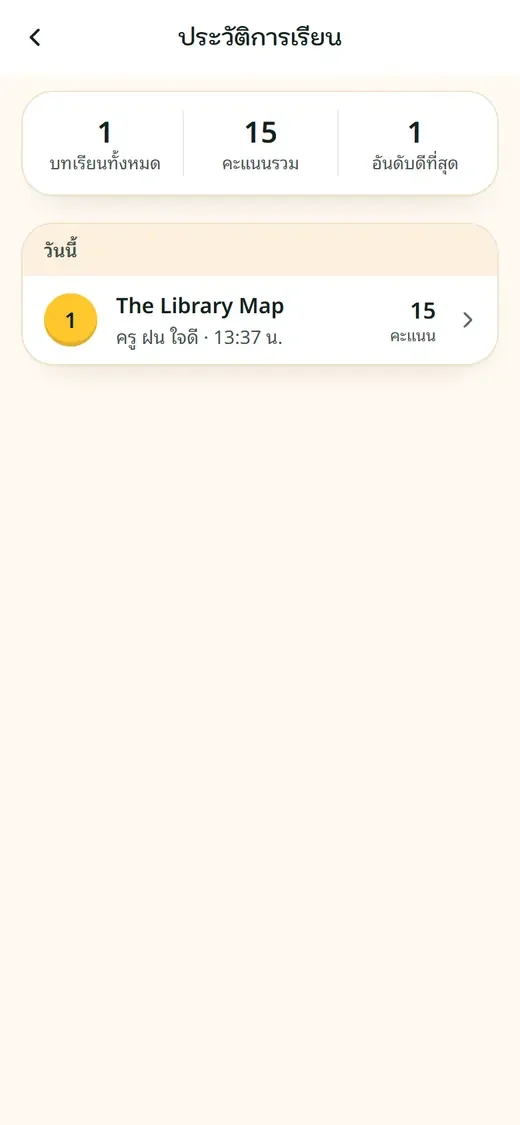 ประวัติการเรียน
1
บทเรียนทั้งหมด
15
คะแนนรวม
1
อันดับดีที่สุด
วันนี้
1
The Library Map
ครู ฝน ใจดี · 13:37 น.
15
คะแนน